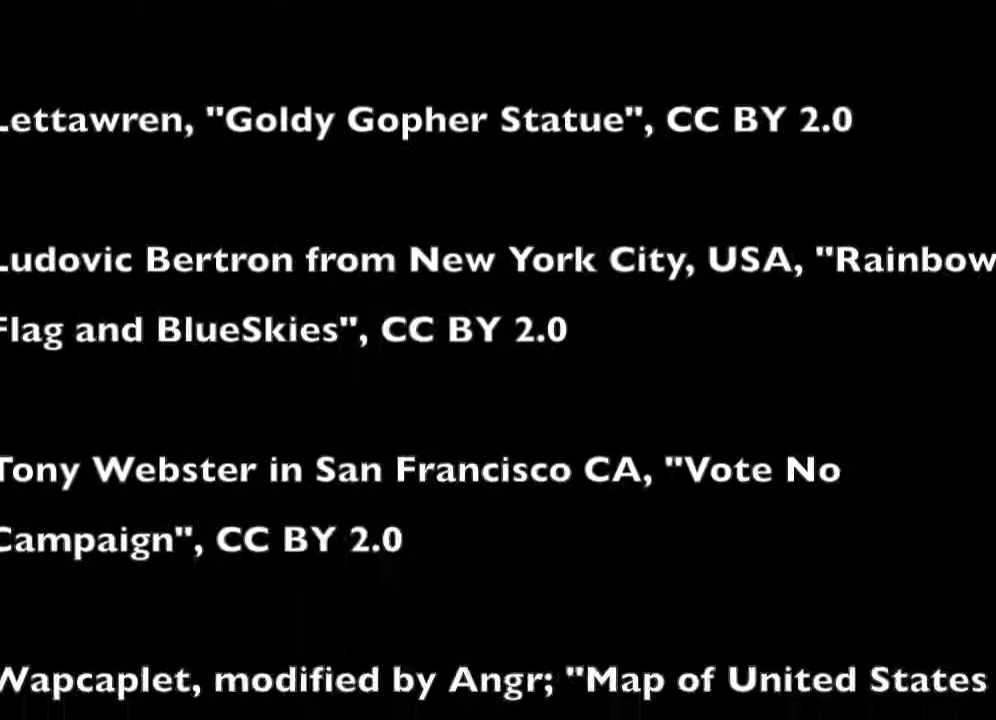 Lettawren, "Goldy Gopher Statue", CC BY 2.0
Ludovic Bertron from New York City, USA, "Rainbow
Flag and BlueSkies", CC BY 2.0
Tony Webster in San Francisco CA, "Vote No
Campaign", CC BY 2.0
Wapcaplet, modified by Angr; "Map of United States